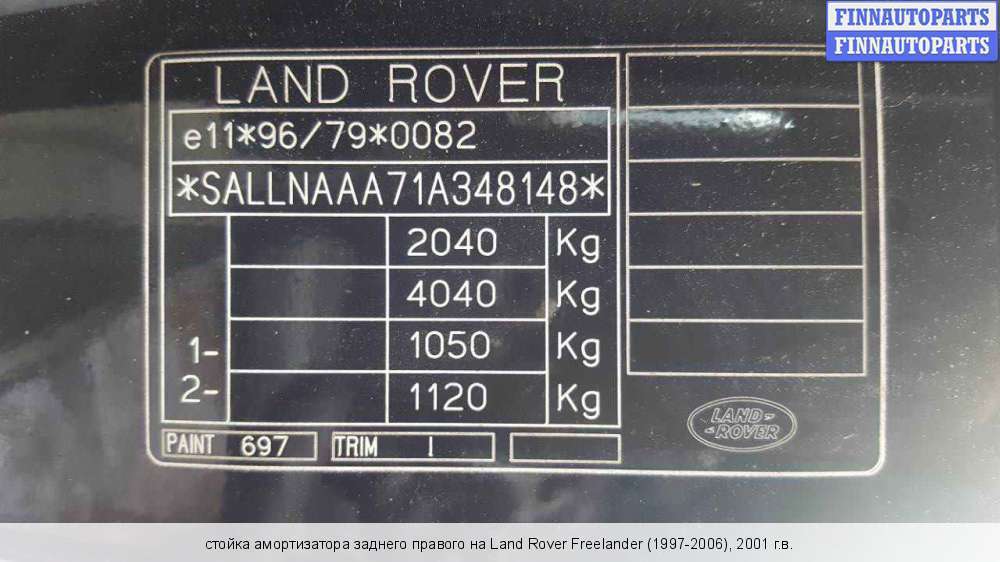 FINNAUTOPARTS
FINNAUTOPARTS
LAND ROVER
e11*96/79*0082
*SALLNAAA71A348148*
2040 Kg
4040 Kg
1- 1050 Kg
2- 1120 Kg
PAINT 697 TRIM I
LAND-
-ROVER
стойка амортизатора заднего правого на Land Rover Freelander (1997-2006), 2001 г.в.